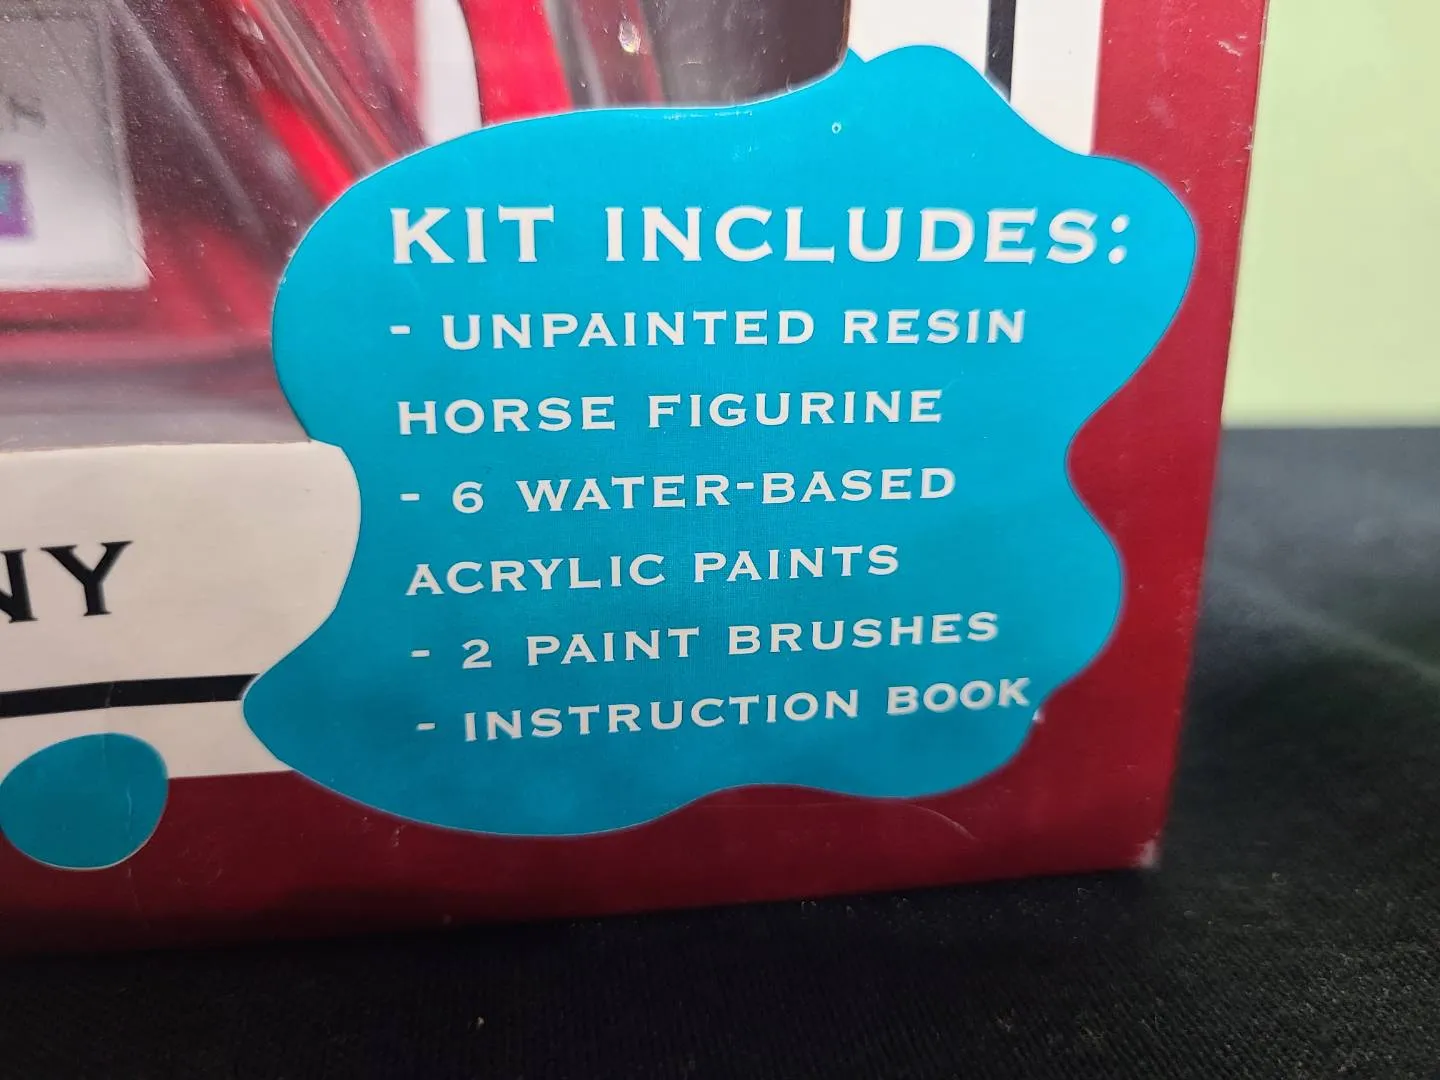 KIT INCLUDES:
- UNPAINTED RESIN
HORSE FIGURINE
- 6 WATER-BASED
ACRYLIC PAINTS
- 2 PAINT BRUSHES
- INSTRUCTION BOOK
NY